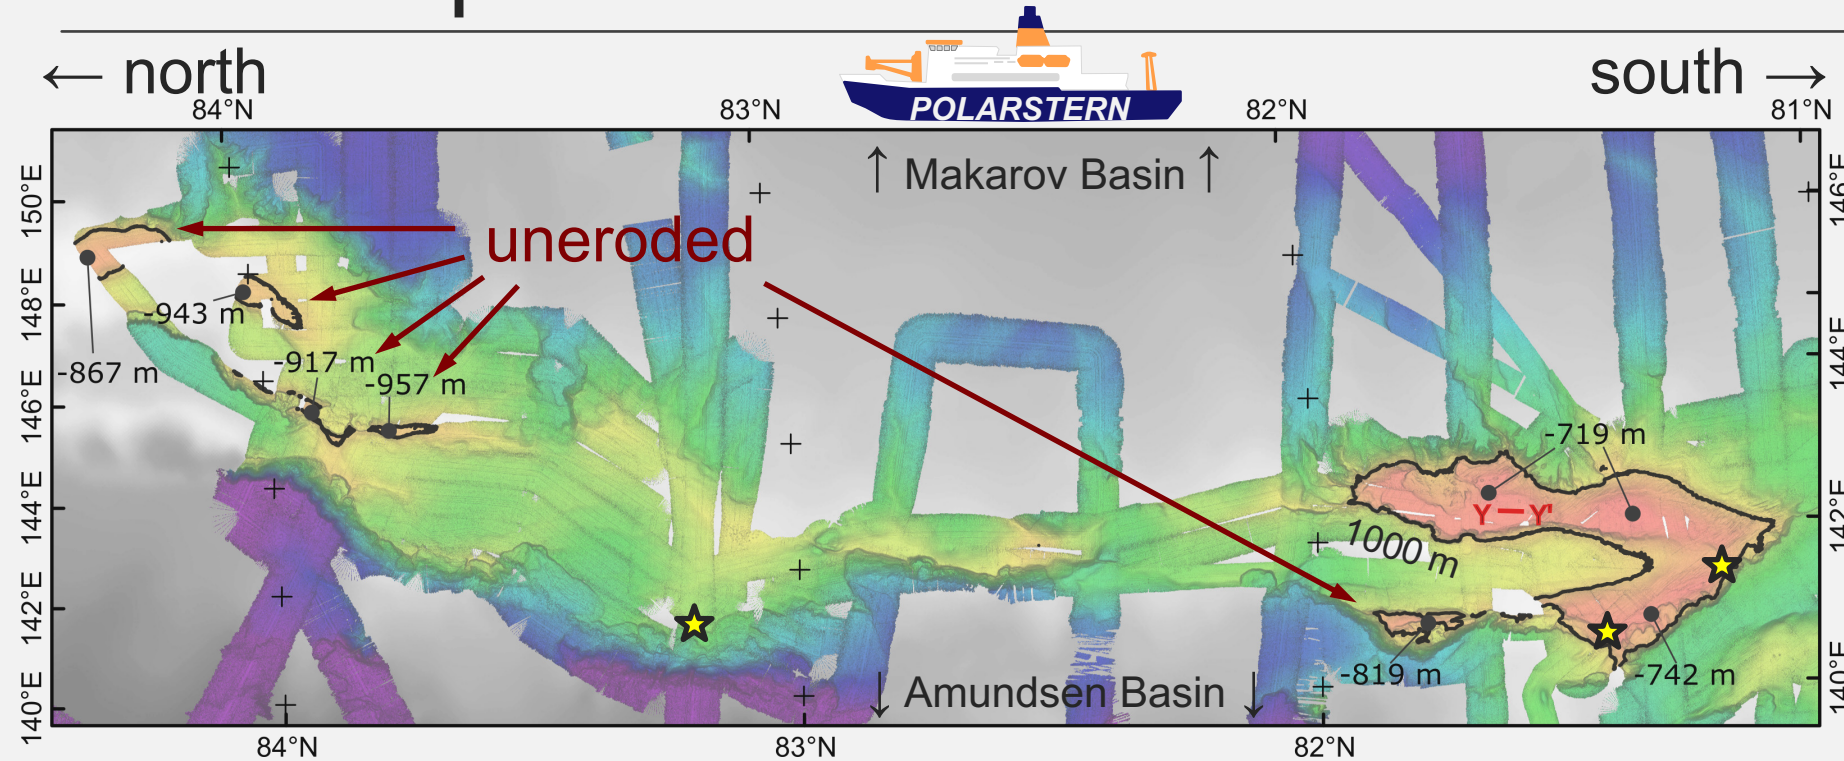 ← north
south →
84°N
83°N
82°N
81°N
POLARSTERN
↑ Makarov Basin ↑
150°E
148°E
146°E
144°E
142°E
140°E
146°E
144°E
142°E
140°E
uneroded
-943 m
-867 m
-917 m
-957 m
-719 m
Y — Y'
1000 m
-819 m
-742 m
↓ Amundsen Basin ↓
84°N
83°N
82°N